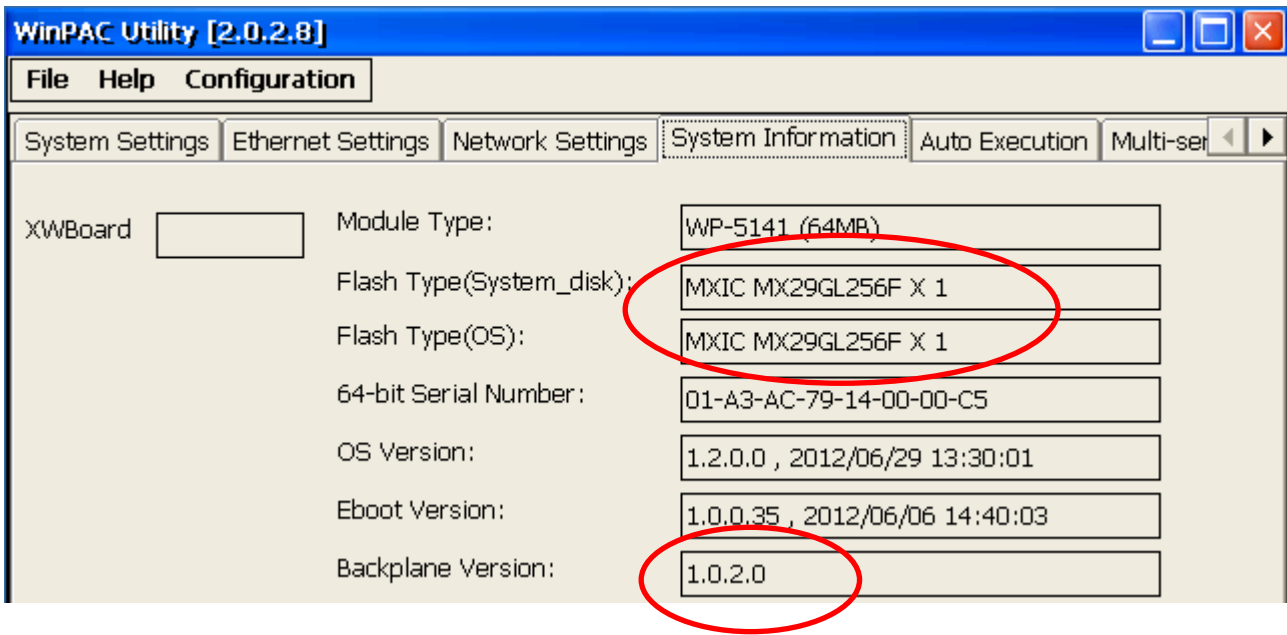 WinPAC Utility [2.0.2.8]
File Help Configuration
System Settings Ethernet Settings Network Settings System Information Auto Execution Multi-ser
XWBoard
Module Type: WP-5141 (64MB)
Flash Type(System_disk): MXIC MX29GL256F X 1
Flash Type(OS): MXIC MX29GL256F X 1
64-bit Serial Number: 01-A3-AC-79-14-00-00-C5
OS Version: 1.2.0.0 , 2012/06/29 13:30:01
Eboot Version: 1.0.0.35 , 2012/06/06 14:40:03
Backplane Version: 1.0.2.0